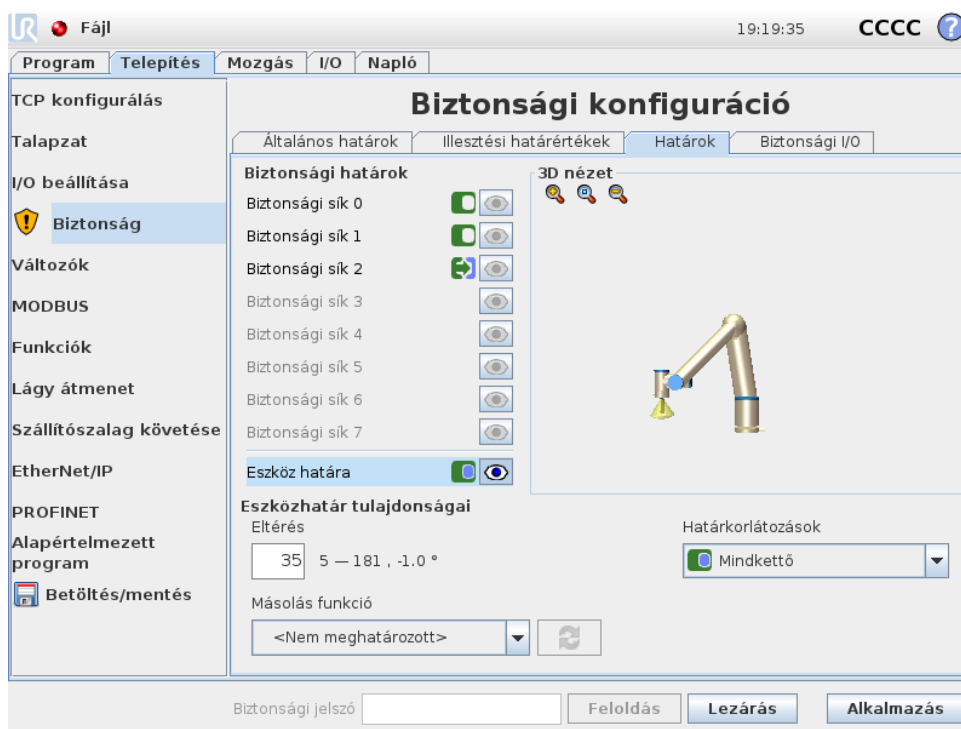 UR Fájl 19:19:35 CCCC ?
Program Telepítés Mozgás I/O Napló
TCP konfigurálás
Talapzat
I/O beállítása
Biztonság
Változók
MODBUS
Funkciók
Lágy átmenet
Szállítószalag követése
EtherNet/IP
PROFINET
Alapértelmezett
program
Betöltés/mentés
Biztonsági konfiguráció
Általános határok Illesztési határértékek Határok Biztonsági I/O
Biztonsági határok
Biztonsági sík 0
Biztonsági sík 1
Biztonsági sík 2
Biztonsági sík 3
Biztonsági sík 4
Biztonsági sík 5
Biztonsági sík 6
Biztonsági sík 7
Eszköz határa
3D nézet
Eszközhatár tulajdonságai
Eltérés Határkorlátozások
35 5 — 181 , -1.0 ° Mindkettő
Másolás funkció
<Nem meghatározott>
Biztonsági jelszó Feloldás Lezárás Alkalmazás